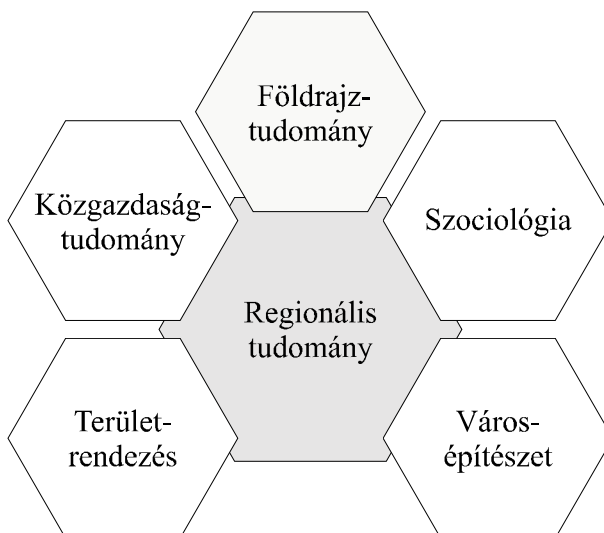 Földrajz-
tudomány
Közgazdaság-
tudomány
Szociológia
Regionális
tudomány
Terület-
rendezés
Város-
építészet